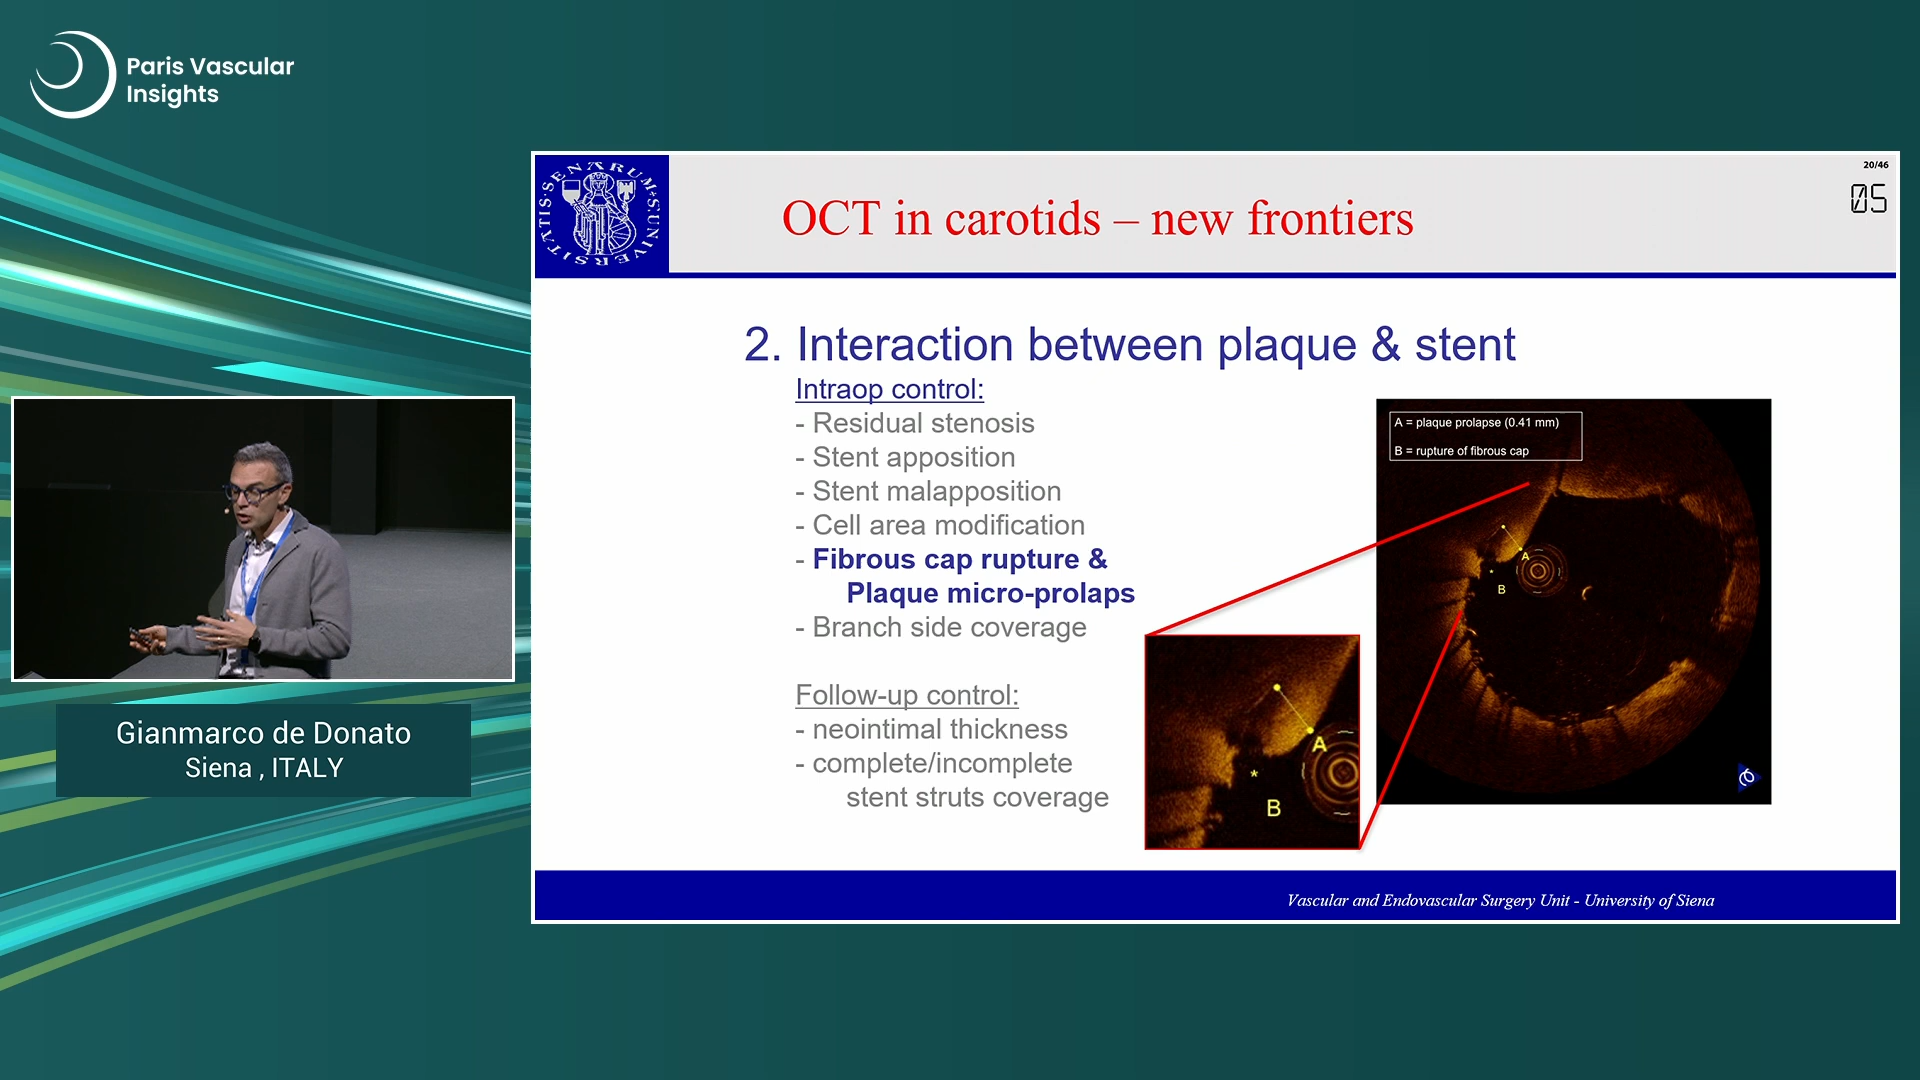 Paris Vascular
Insights
SENARUM
UNIVERSITATIS
20/46
05
OCT in carotids – new frontiers
2. Interaction between plaque & stent
Intraop control:
- Residual stenosis
- Stent apposition
- Stent malapposition
- Cell area modification
- Fibrous cap rupture &
Plaque micro-prolaps
- Branch side coverage
Follow-up control:
- neointimal thickness
- complete/incomplete
stent struts coverage
A = plaque prolapse (0.41 mm)
B = rupture of fibrous cap
A
B
A
*
B
Vascular and Endovascular Surgery Unit - University of Siena
Gianmarco de Donato
Siena , ITALY